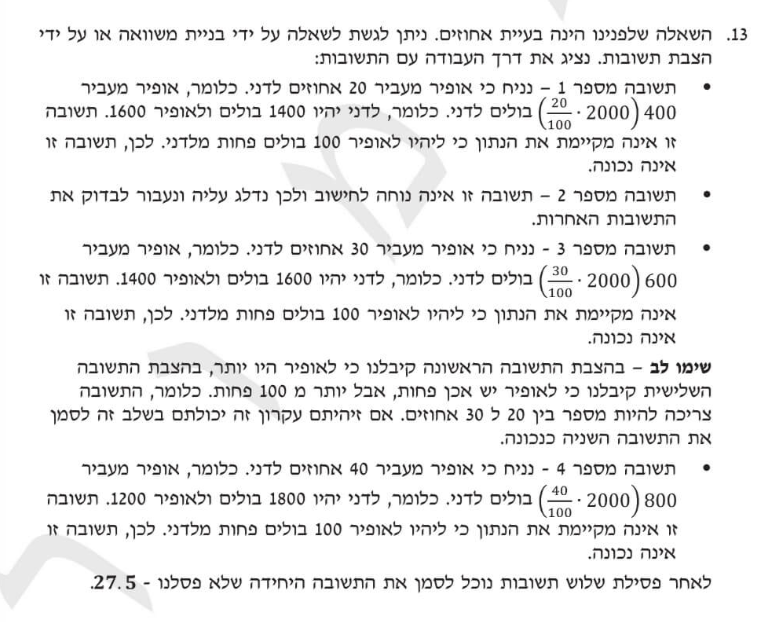 13. השאלה שלפנינו הינה בעיית אחוזים. ניתן לגשת לשאלה על ידי בניית משוואה או על ידי
הצבת תשובות. נציג את דרך העבודה עם התשובות:
• תשובה מספר 1 – נניח כי אופיר מעביר 20 אחוזים לדני. כלומר, אופיר מעביר
400 (20/100 · 2000) בולים לדני. כלומר, לדני יהיו 1400 בולים ולאופיר 1600. תשובה
זו אינה מקיימת את הנתון כי ליהיו לאופיר 100 בולים פחות מלדני. לכן, תשובה זו
אינה נכונה.
• תשובה מספר 2 – תשובה זו אינה נוחה לחישוב ולכן נדלג עליה ונעבור לבדוק את
התשובות האחרות.
• תשובה מספר 3 - נניח כי אופיר מעביר 30 אחוזים לדני. כלומר, אופיר מעביר
600 (30/100 · 2000) בולים לדני. כלומר, לדני יהיו 1600 בולים ולאופיר 1400. תשובה זו
אינה מקיימת את הנתון כי ליהיו לאופיר 100 בולים פחות מלדני. לכן, תשובה זו
אינה נכונה.
שימו לב – בהצבת התשובה הראשונה קיבלנו כי לאופיר היו יותר, בהצבת התשובה
השלישית קיבלנו כי לאופיר יש אכן פחות, אבל יותר מ 100 פחות. כלומר, התשובה
צריכה להיות מספר בין 20 ל 30 אחוזים. אם זיהיתם עקרון זה יכולתם בשלב זה לסמן
את התשובה השניה כנכונה.
• תשובה מספר 4 - נניח כי אופיר מעביר 40 אחוזים לדני. כלומר, אופיר מעביר
800 (40/100 · 2000) בולים לדני. כלומר, לדני יהיו 1800 בולים ולאופיר 1200. תשובה
זו אינה מקיימת את הנתון כי ליהיו לאופיר 100 בולים פחות מלדני. לכן, תשובה זו
אינה נכונה.
לאחר פסילת שלוש תשובות נוכל לסמן את התשובה היחידה שלא פסלנו - 27.5.